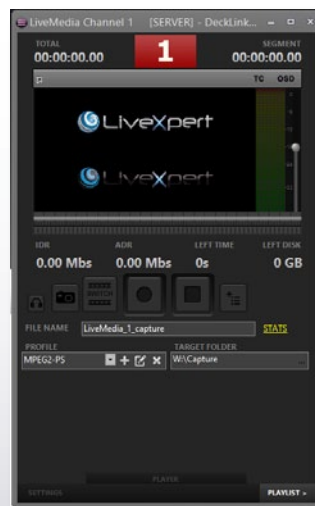 LiveMedia Channel 1 [SERVER] - DeckLink...
TOTAL
00:00:00.00
1
SEGMENT
00:00:00.00
TC OSD
LiveXpert
LiveXpert
IDR ADR LEFT TIME LEFT DISK
0.00 Mbs 0.00 Mbs 0s 0 GB
FILE NAME LiveMedia_1_capture STATS
PROFILE TARGET FOLDER
MPEG2-PS W:\Capture ...
PLAYER
SETTINGS PLAYLIST »